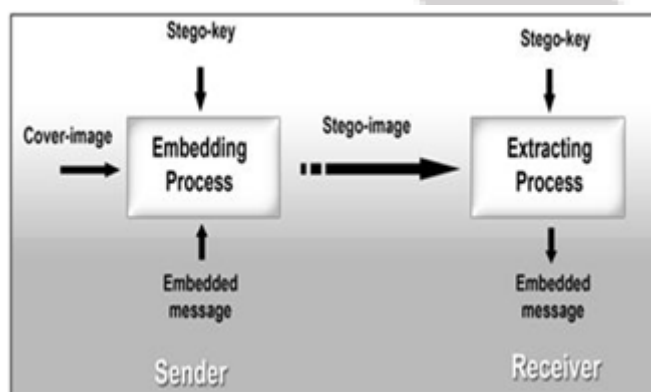 Stego-key
Stego-key
Cover-image
Embedding
Process
Stego-image
Extracting
Process
Embedded
message
Embedded
message
Sender
Receiver